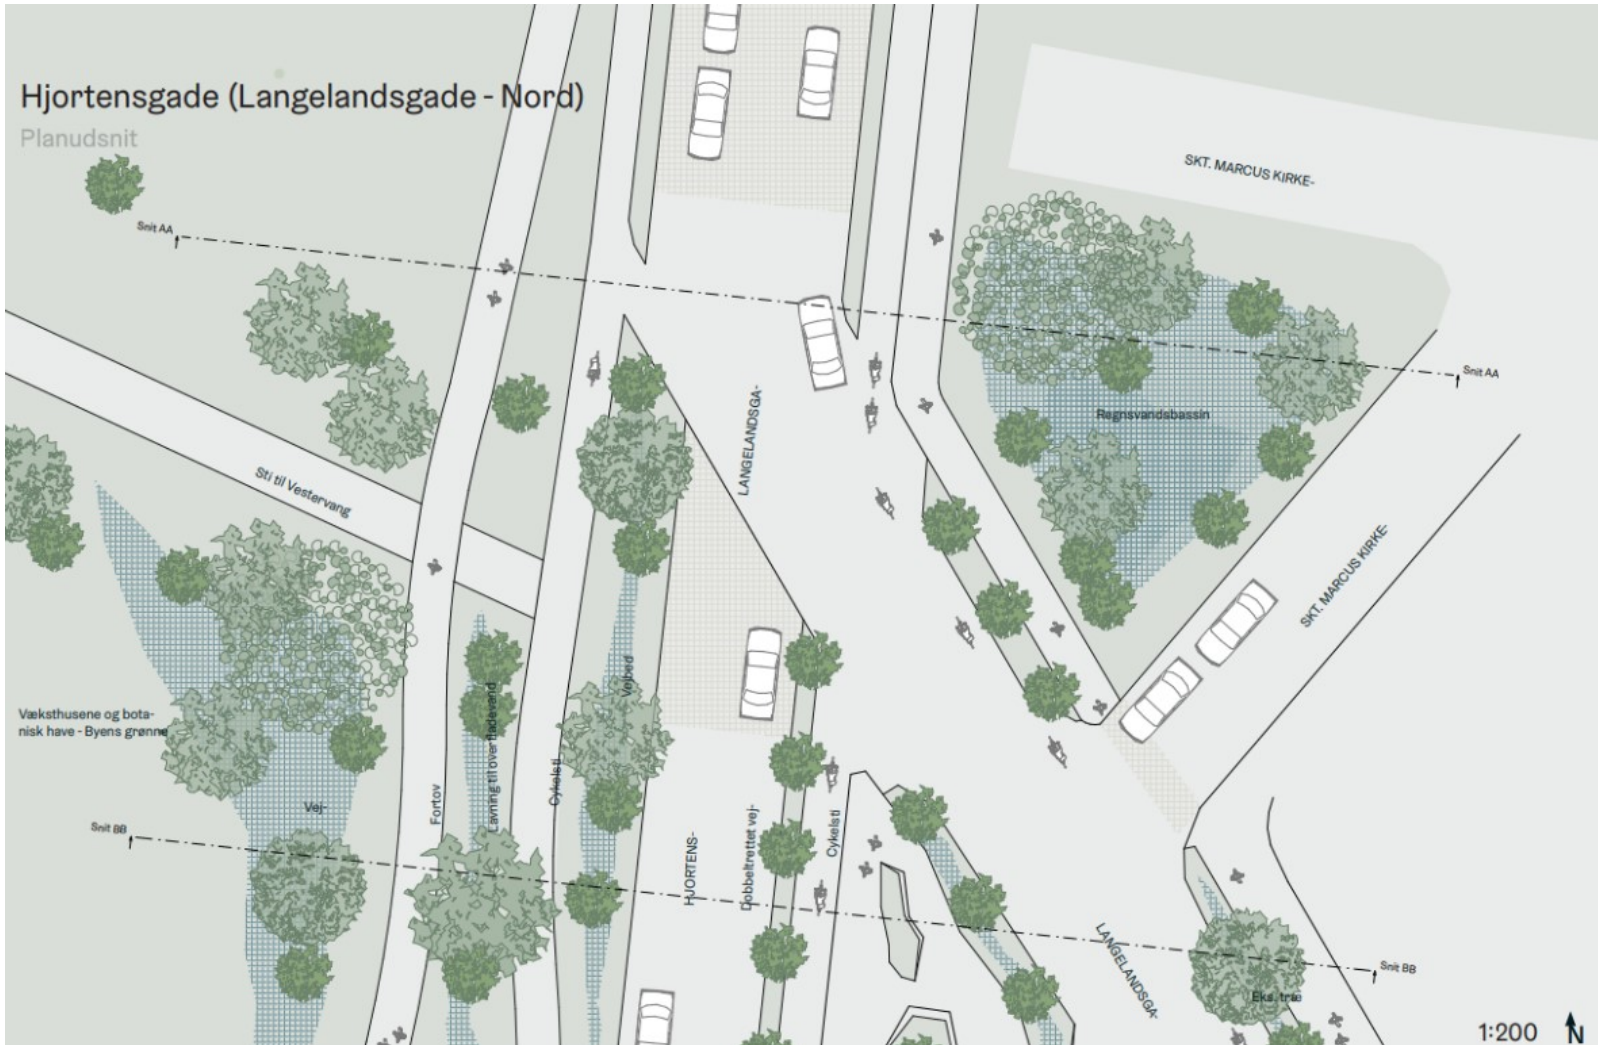 Hjortensgade (Langelandsgade - Nord)
Planudsnit
SKT. MARCUS KIRKE-
Snit AA
Snit AA
LANGELANDSGA-
Regnsvandsbassin
Sti til Vestervang
SKT. MARCUS KIRKE-
Væksthusene og bota-
nisk have - Byens grønne
Vejbed
Lavning til overfladevand
Cykelsti
Fortov
Vej-
Snit BB
HJORTENS-
Dobbeltrettet vej-
Cykelsti
LANGELANDSGA-
Snit BB
Eks. træ
1:200
N